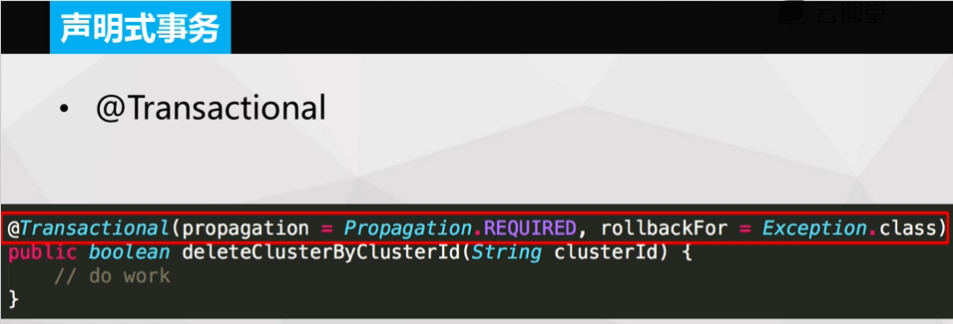 云课堂
声明式事务
• @Transactional
@Transactional(propagation = Propagation.REQUIRED, rollbackFor = Exception.class)
public boolean deleteClusterByClusterId(String clusterId) {
// do work
}